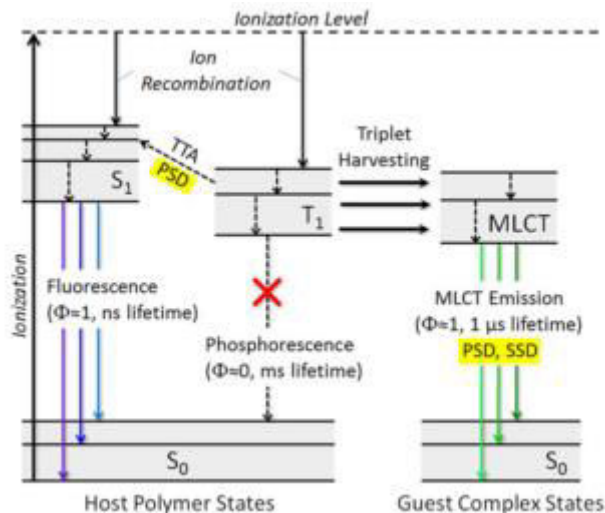 Ionization Level
Ion
Recombination
TTA
PSD
Triplet
Harvesting
S1
T1
MLCT
Ionization
Fluorescence
(Φ≈1, ns lifetime)
Phosphorescence
(Φ≈0, ms lifetime)
MLCT Emission
(Φ≈1, 1 µs lifetime)
PSD, SSD
S0
S0
Host Polymer States
Guest Complex States